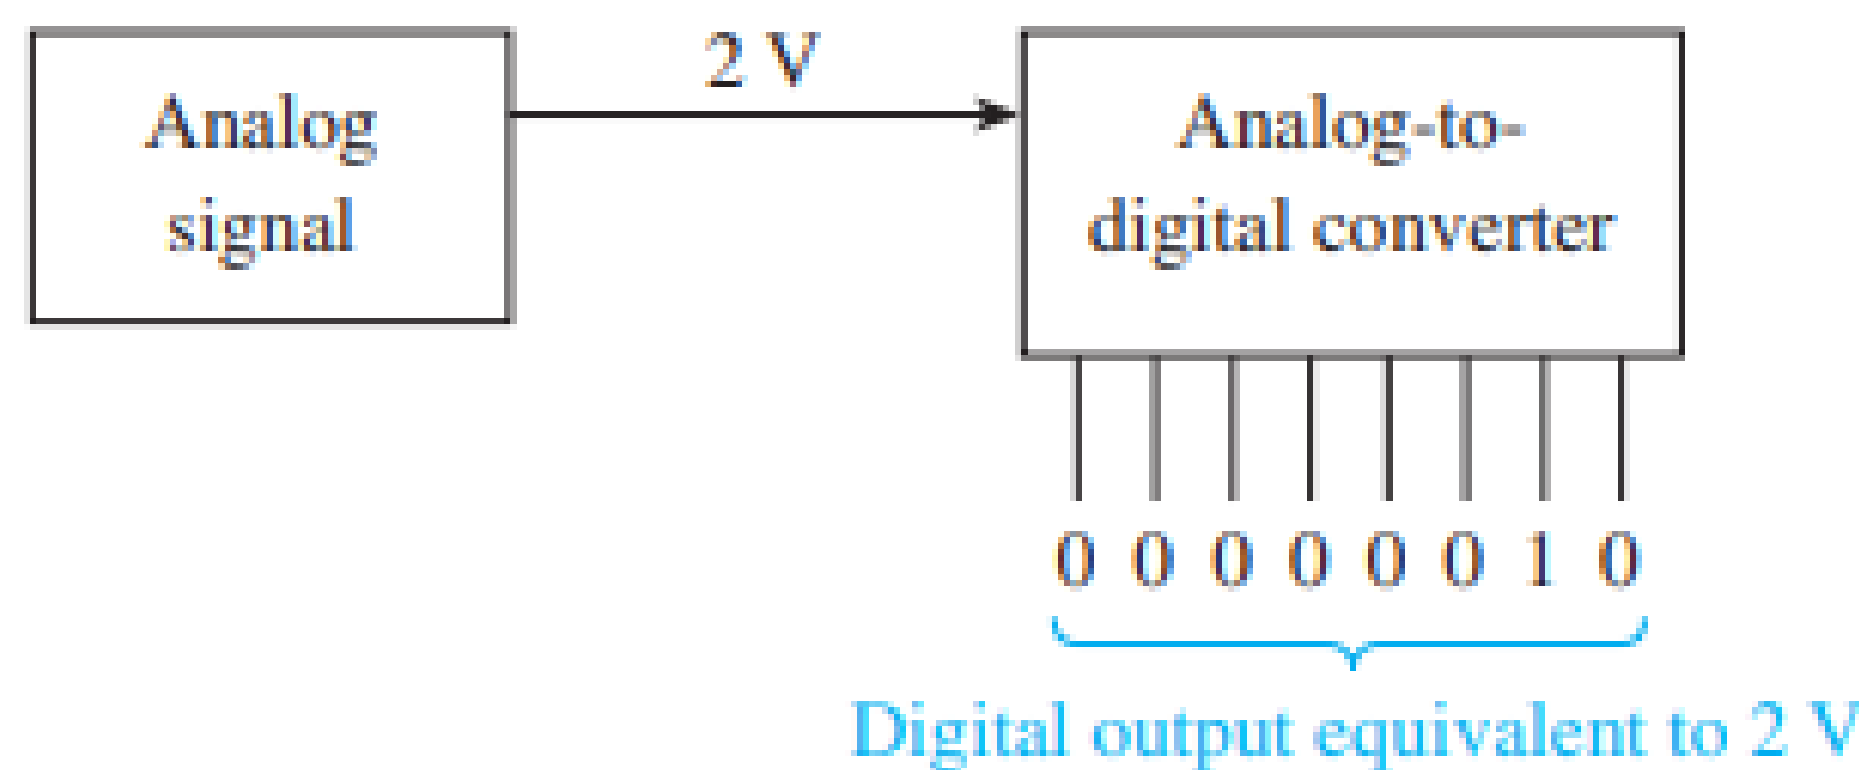 Analog
signal
2 V
Analog-to-
digital converter
0 0 0 0 0 0 1 0
Digital output equivalent to 2 V